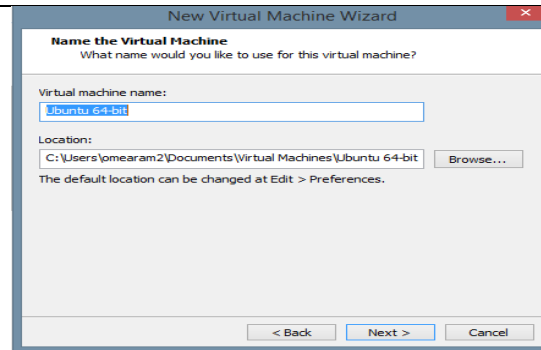 New Virtual Machine Wizard
Name the Virtual Machine
What name would you like to use for this virtual machine?
Virtual machine name:
Ubuntu 64-bit
Location:
C:\Users\omearam2\Documents\Virtual Machines\Ubuntu 64-bit
Browse...
The default location can be changed at Edit > Preferences.
< Back
Next >
Cancel